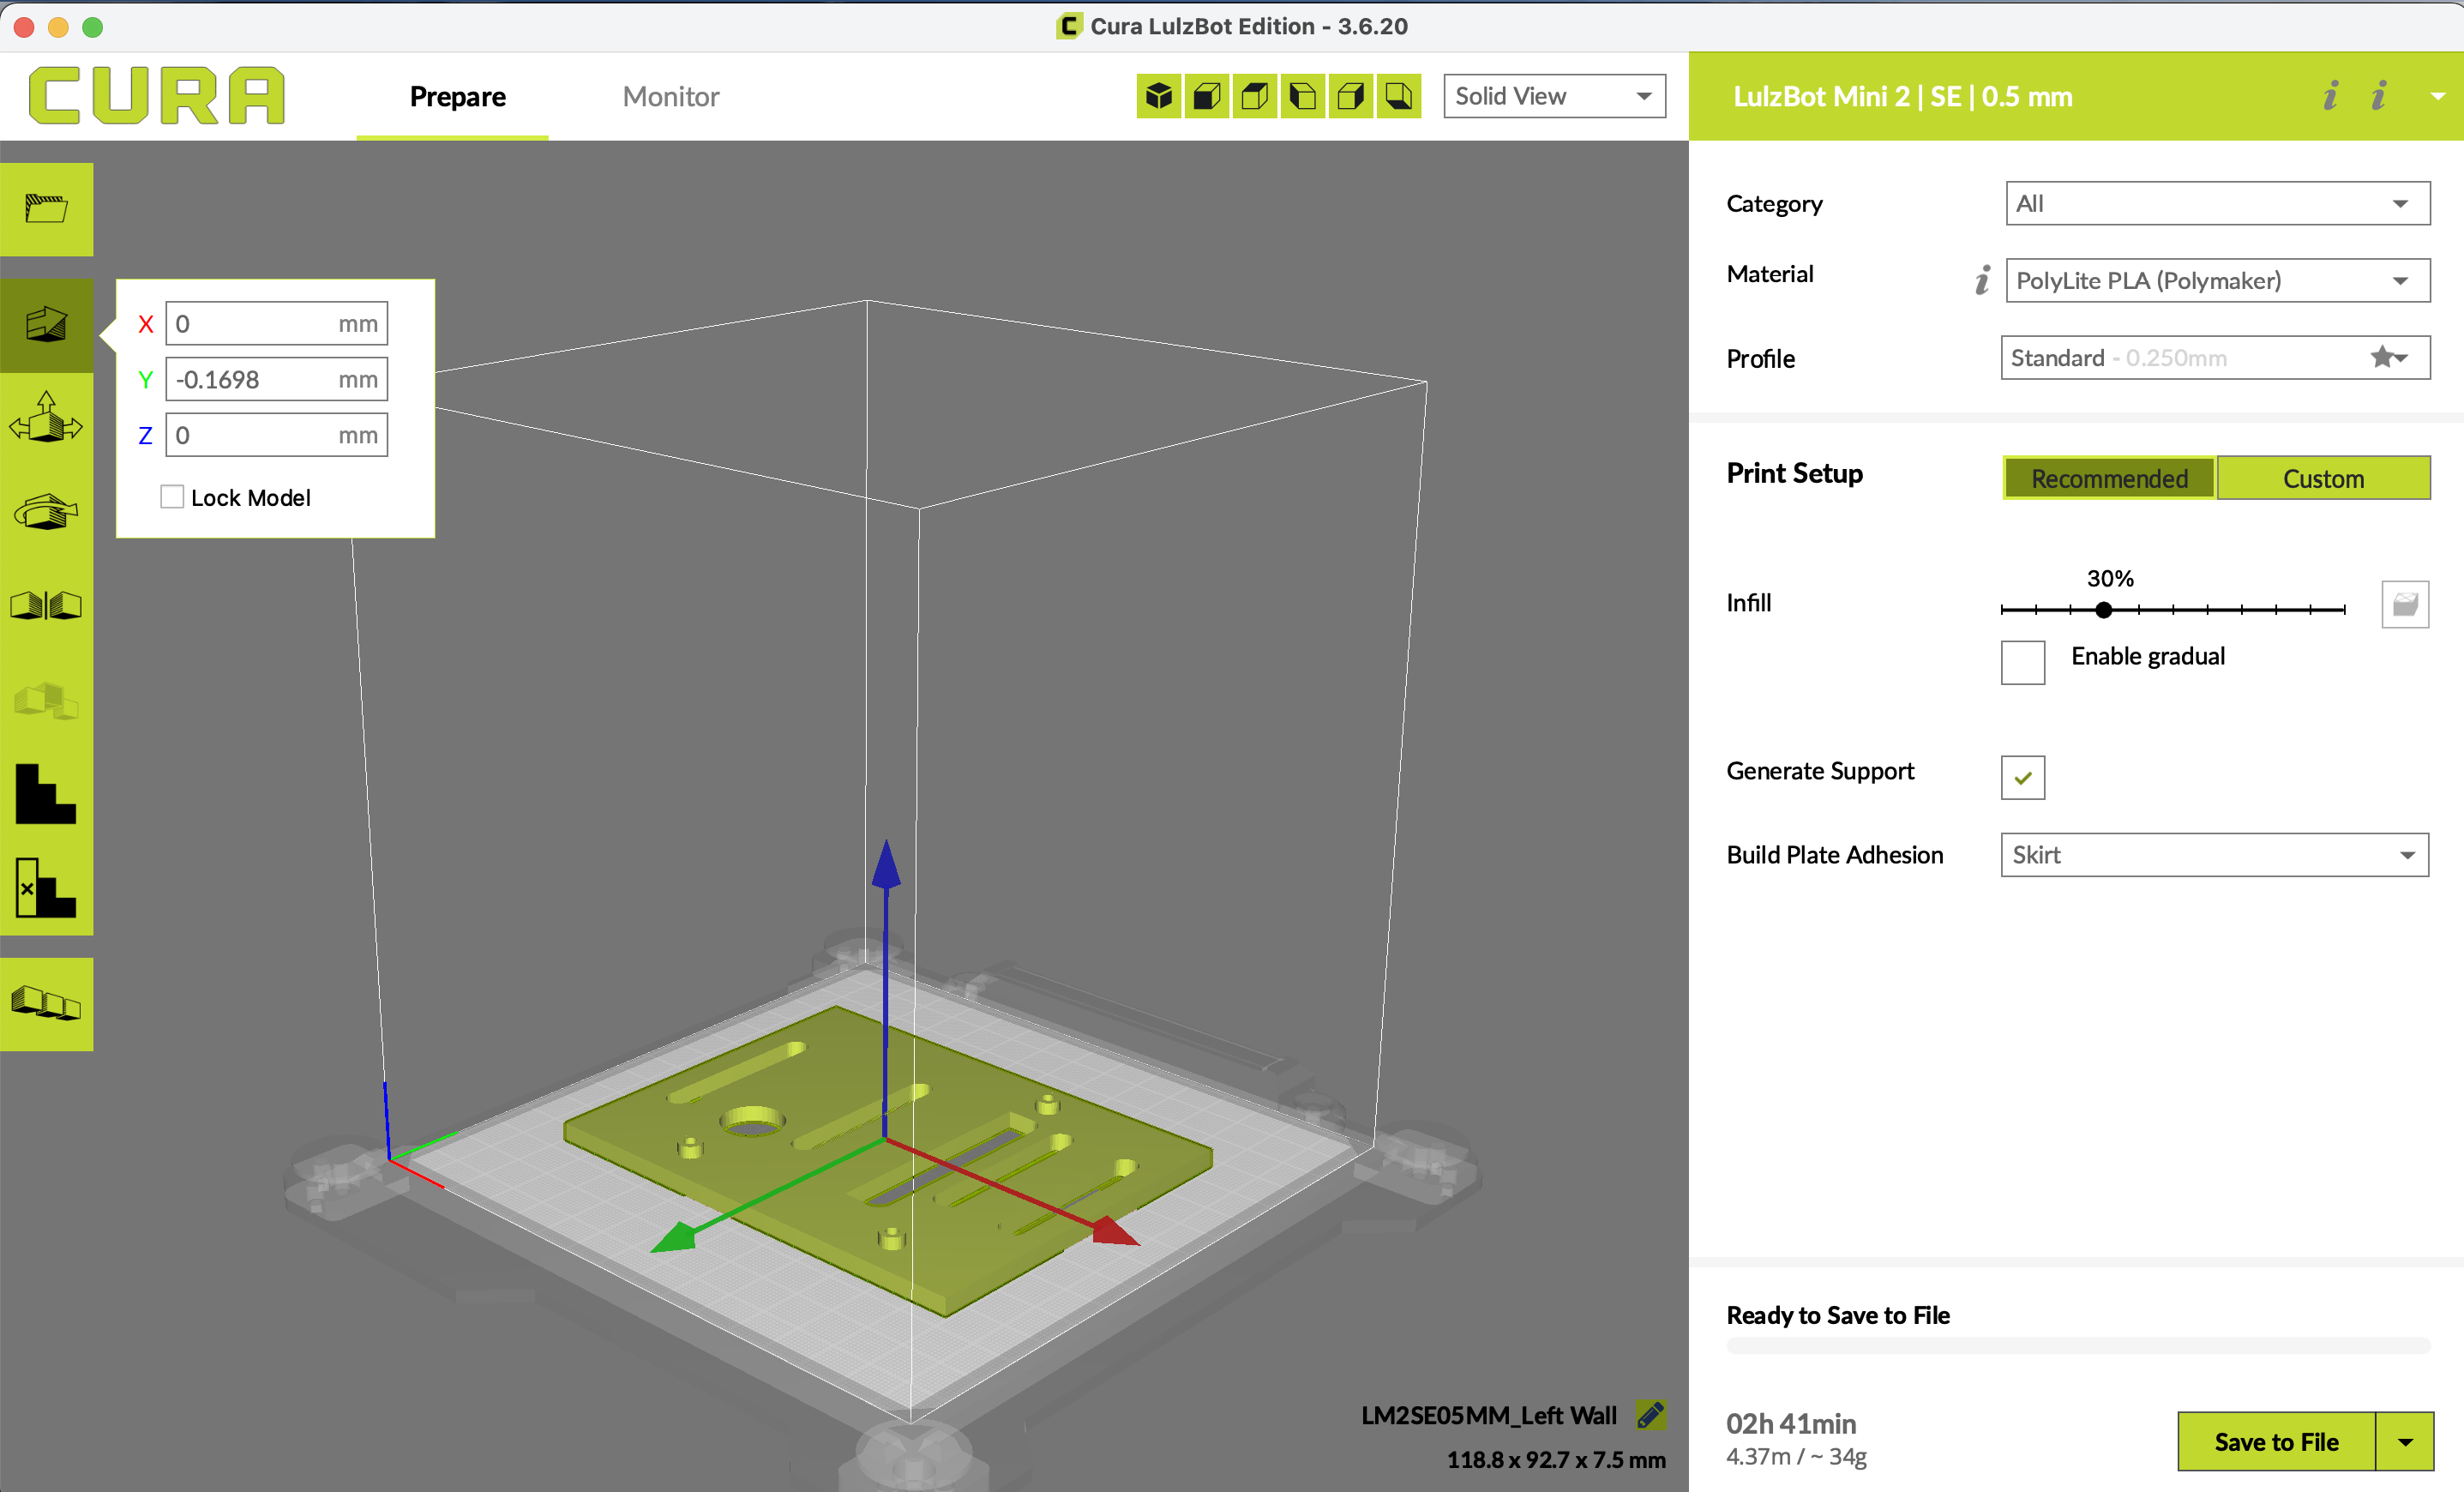 Cura LulzBot Edition - 3.6.20
CURA
Prepare
Monitor
Solid View
LulzBot Mini 2 | SE | 0.5 mm
Category
All
Material
PolyLite PLA (Polymaker)
Profile
Standard - 0.250mm
X 0 mm
Y -0.1698 mm
Z 0 mm
Lock Model
Print Setup
Recommended
Custom
30%
Infill
Enable gradual
Generate Support
Build Plate Adhesion
Skirt
Ready to Save to File
LM2SE05MM_Left Wall
118.8 x 92.7 x 7.5 mm
02h 41min
4.37m / ~ 34g
Save to File